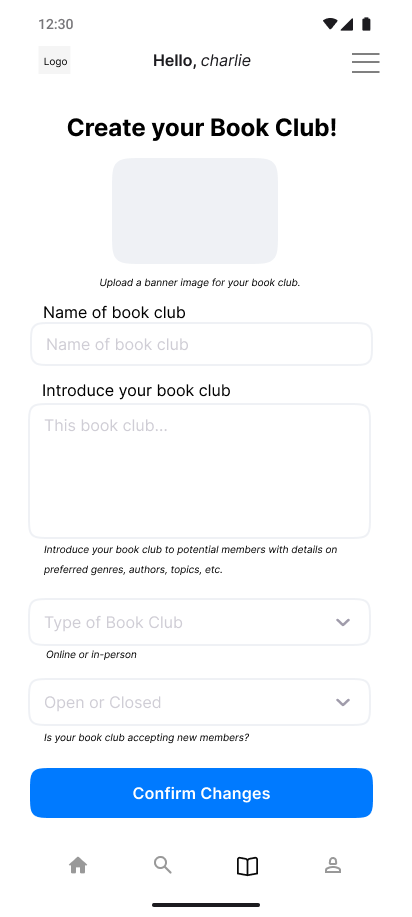 12:30
Logo
Hello, charlie
Create your Book Club!
Upload a banner image for your book club.
Name of book club
Name of book club
Introduce your book club
This book club...
Introduce your book club to potential members with details on
preferred genres, authors, topics, etc.
Type of Book Club
Online or in-person
Open or Closed
Is your book club accepting new members?
Confirm Changes